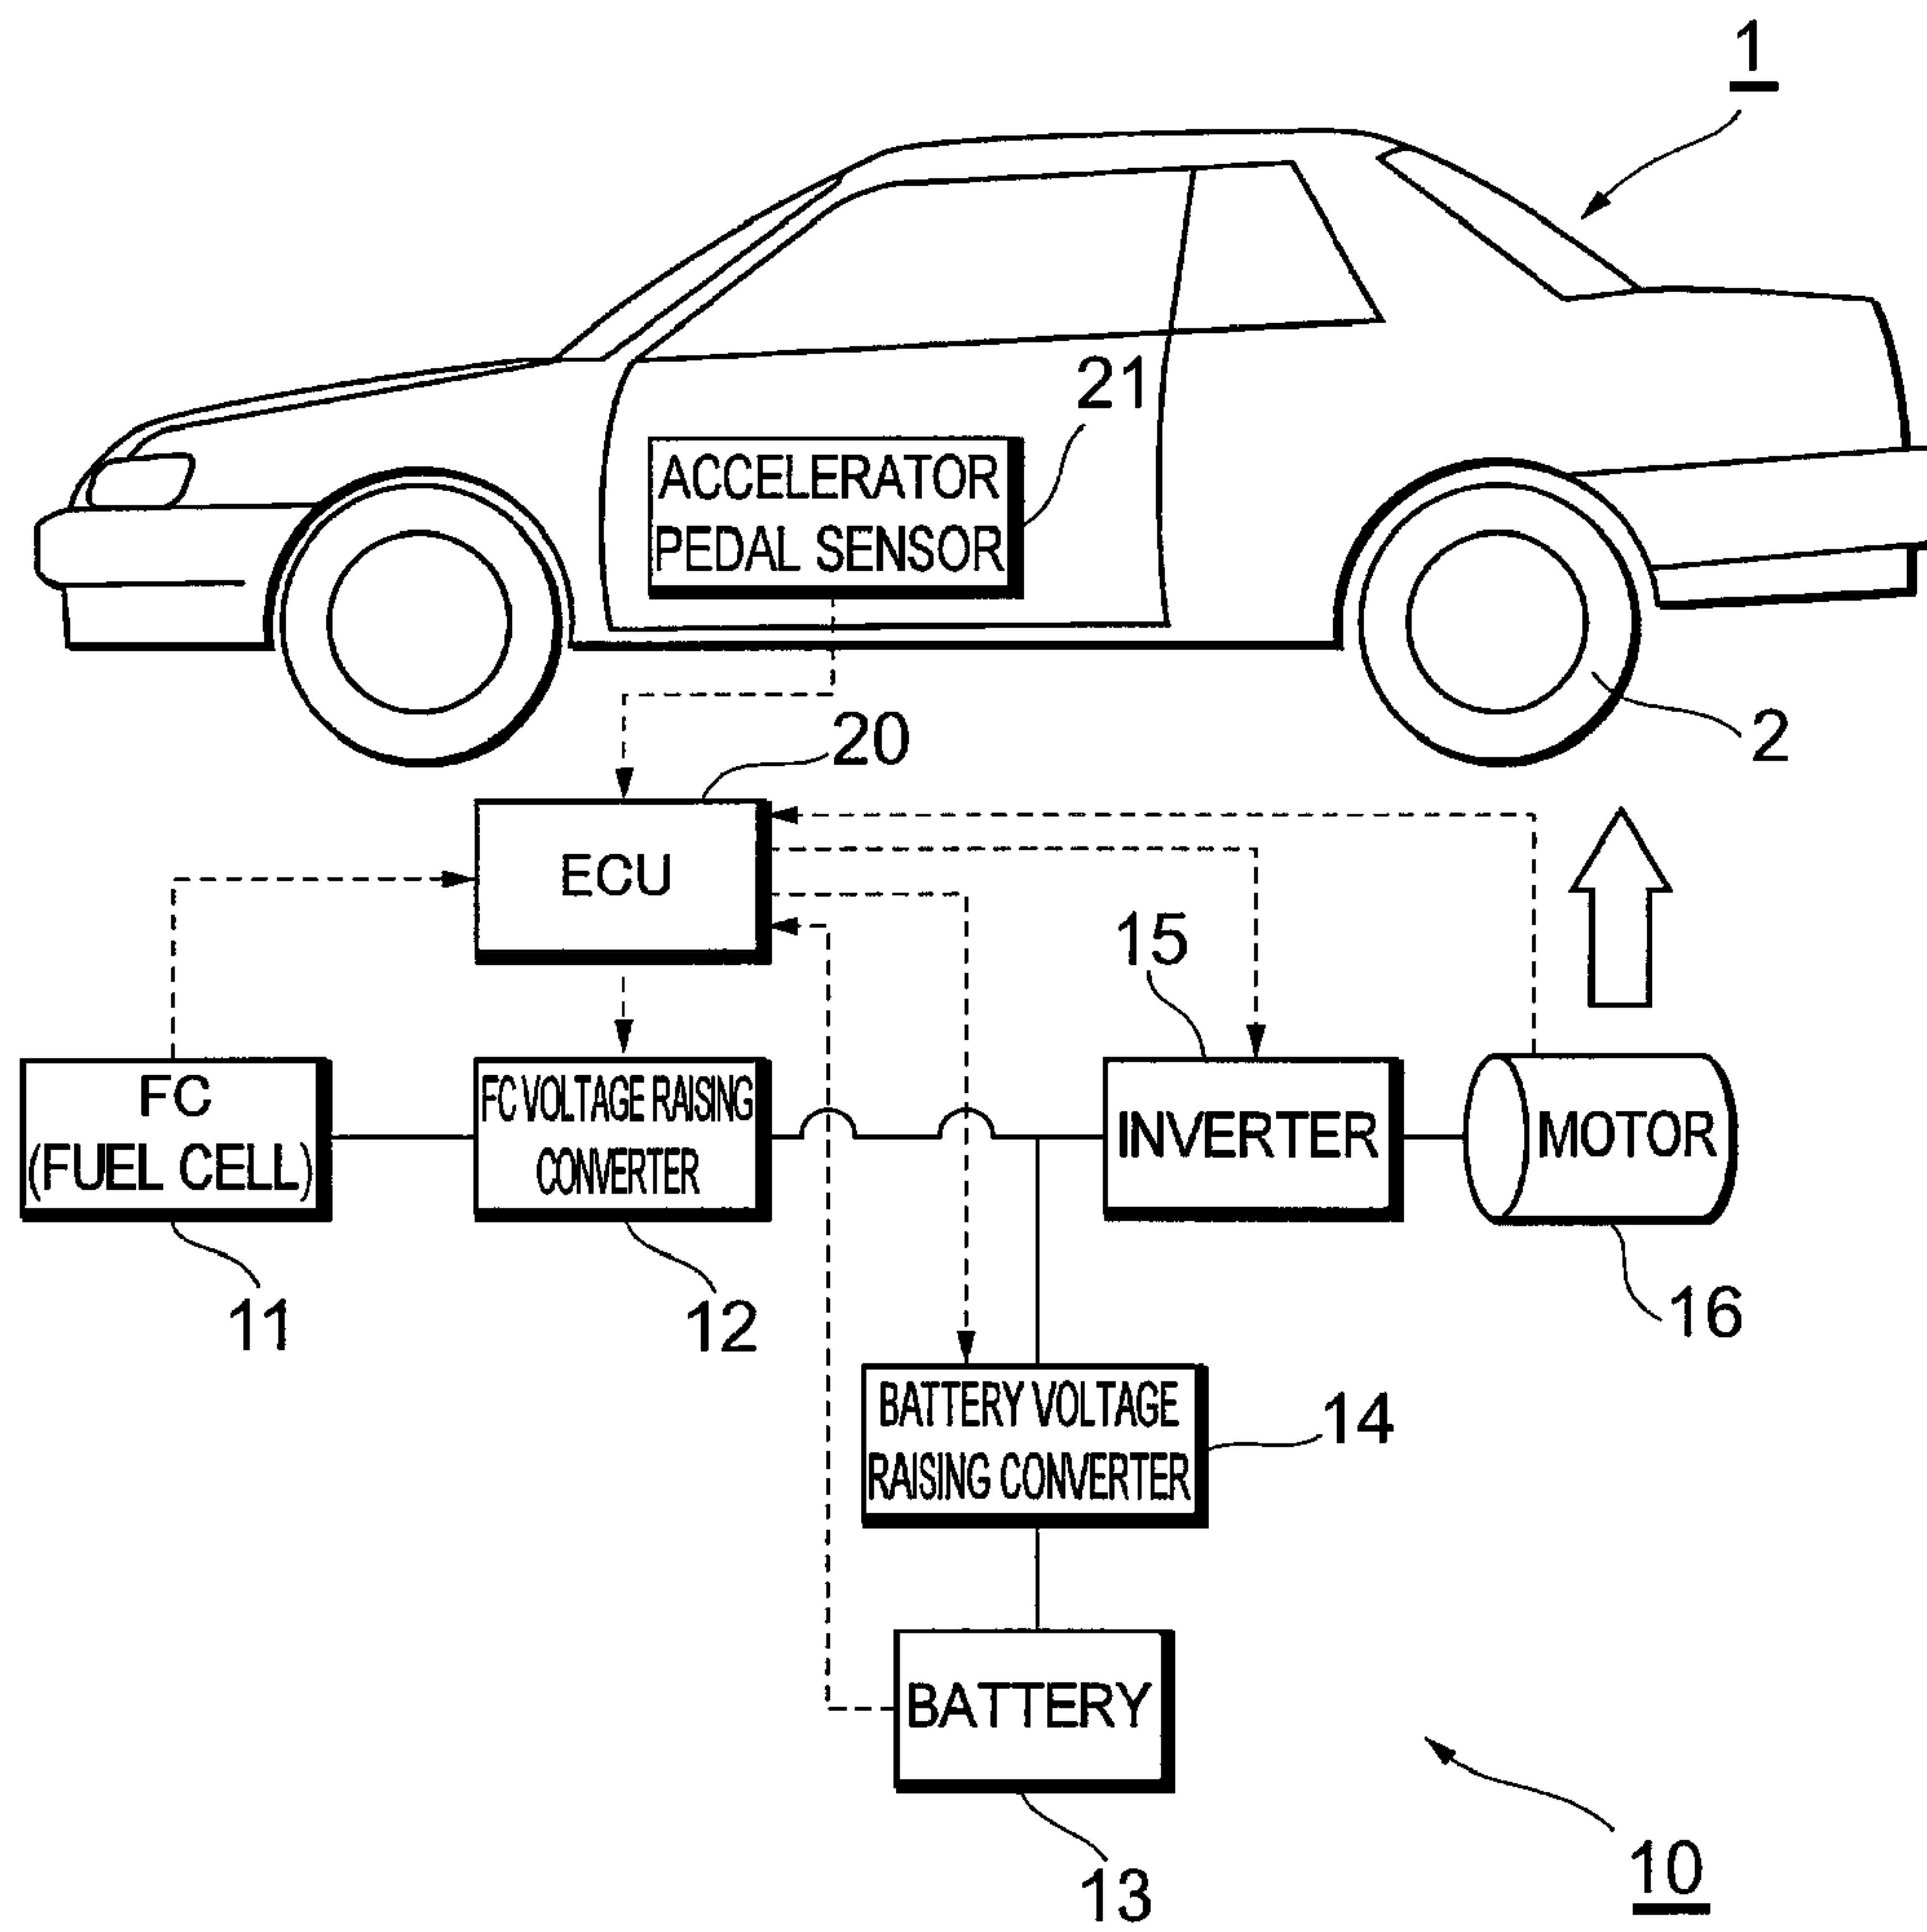 1
21
ACCELERATOR
PEDAL SENSOR
2
20
ECU
15
FC
(FUEL CELL)
FC VOLTAGE RAISING
CONVERTER
INVERTER
MOTOR
11
12
16
BATTERY VOLTAGE
RAISING CONVERTER
14
BATTERY
13
10